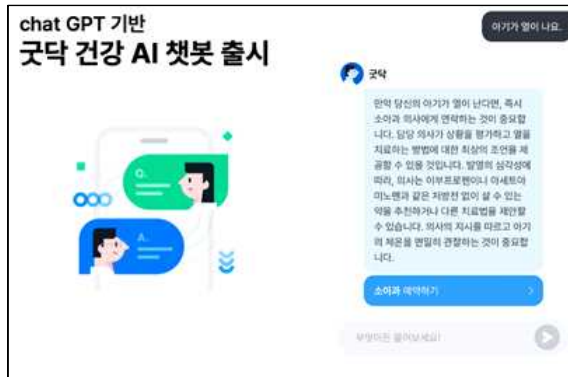 chat GPT 기반
굿닥 건강 AI 챗봇 출시
아기가 열이 나요.
굿닥
만약 당신의 아기가 열이 난다면, 즉시
소아과 의사에게 연락하는 것이 중요합
니다. 담당 의사가 상황을 평가하고 열을
치료하는 방법에 대한 최상의 조언을 제
공할 수 있을 것입니다. 발열의 심각성에
따라, 의사는 이부프로펜이나 아세트아
미노펜과 같은 처방전 없이 살 수 있는
약을 추천하거나 다른 치료법을 제안할
수 있습니다. 의사의 지시를 따르고 아기
의 체온을 면밀히 관찰하는 것이 중요합
니다.
Q.
A.
소아과 예약하기
무엇이든 물어보세요!